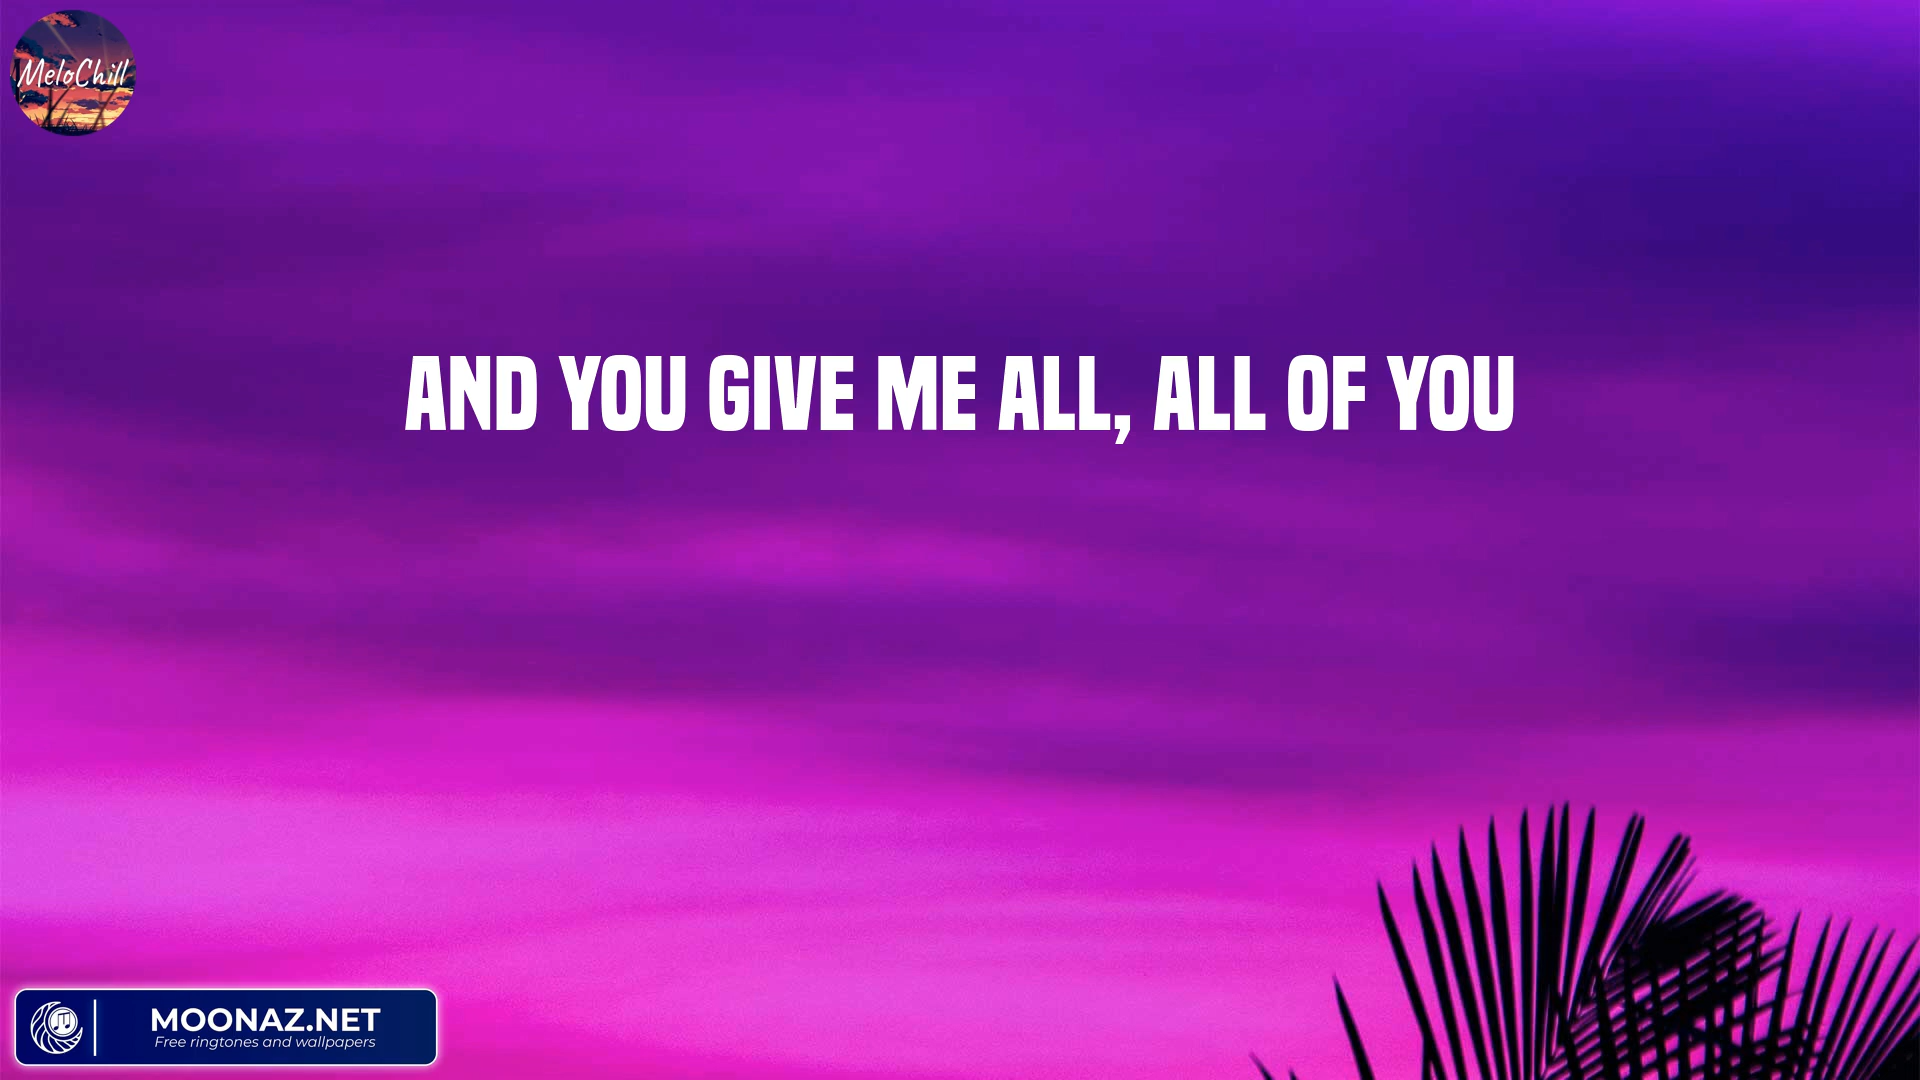 MeloChill
AND YOU GIVE ME ALL, ALL OF YOU
MOONAZ.NET
Free ringtones and wallpapers